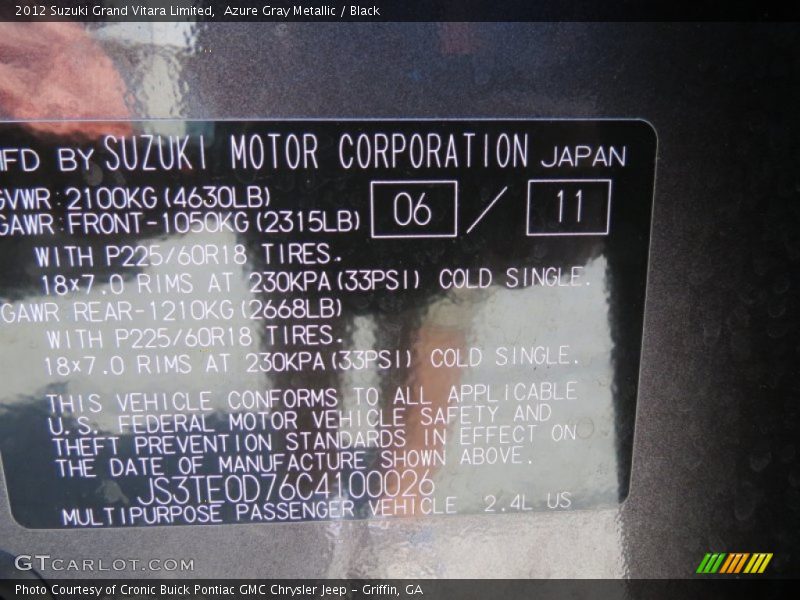 2012 Suzuki Grand Vitara Limited,  Azure Gray Metallic / Black
MFD BY SUZUKI MOTOR CORPORATION JAPAN
GVWR:2100KG(4630LB)
GAWR:FRONT-1050KG(2315LB) 06 / 11
WITH P225/60R18 TIRES.
18x7.0 RIMS AT 230KPA(33PSI) COLD SINGLE.
GAWR REAR-1210KG(2668LB)
WITH P225/60R18 TIRES.
18x7.0 RIMS AT 230KPA(33PSI) COLD SINGLE.
THIS VEHICLE CONFORMS TO ALL APPLICABLE
U.S. FEDERAL MOTOR VEHICLE SAFETY AND
THEFT PREVENTION STANDARDS IN EFFECT ON
THE DATE OF MANUFACTURE SHOWN ABOVE.
JS3TE0D76C4100026
MULTIPURPOSE PASSENGER VEHICLE 2.4L US
GTCARLOT.COM
Photo Courtesy of Cronic Buick Pontiac GMC Chrysler Jeep - Griffin, GA